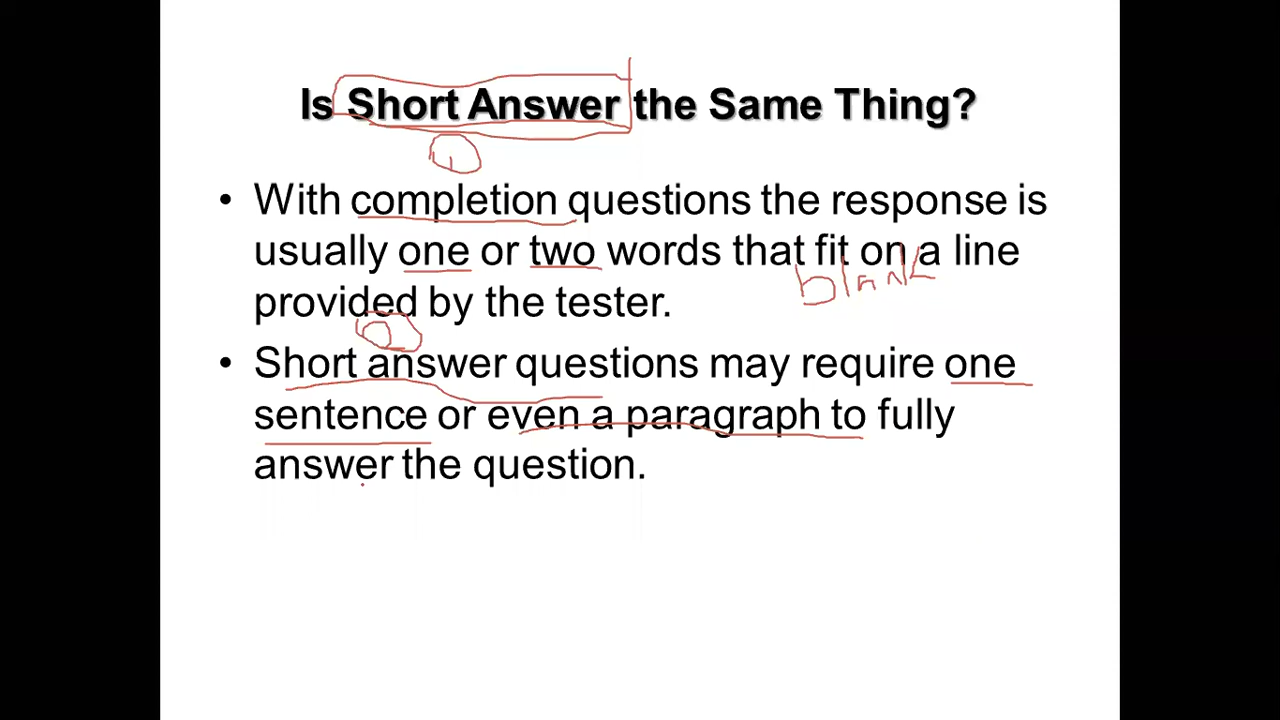 Is Short Answer the Same Thing?
• With completion questions the response is
usually one or two words that fit on a line
blank
provided by the tester.
• Short answer questions may require one
sentence or even a paragraph to fully
answer the question.